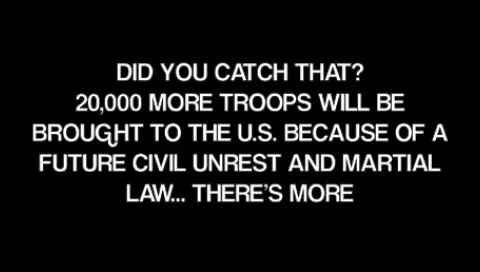 DID YOU CATCH THAT?
20,000 MORE TROOPS WILL BE
BROUGHT TO THE U.S. BECAUSE OF A
FUTURE CIVIL UNREST AND MARTIAL
LAW... THERE'S MORE